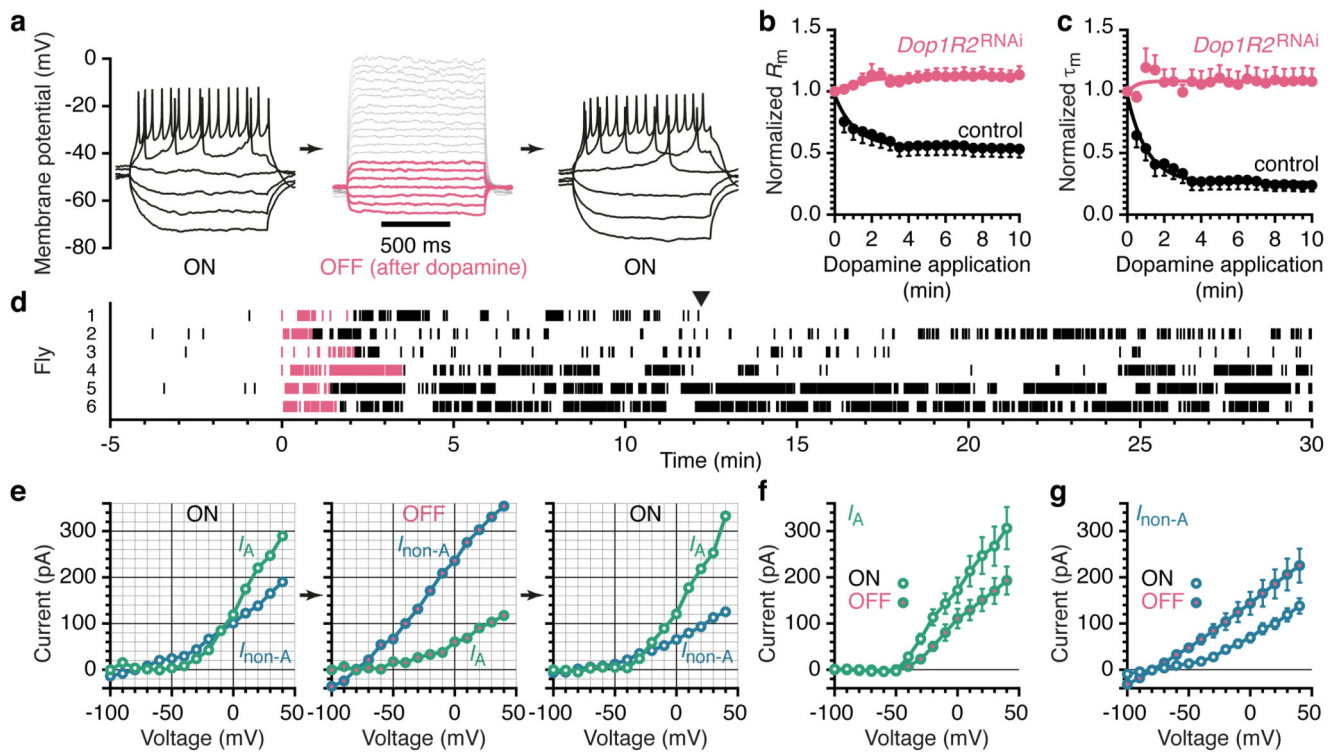 a
Membrane potential (mV)
0
-20
-40
-60
-80
ON
500 ms
OFF (after dopamine)
ON
b
Normalized Rm
1.5
1.0
0.5
0.0
Dop1R2RNAi
control
0 2 4 6 8 10
Dopamine application
(min)
c
Normalized τm
1.5
1.0
0.5
0.0
Dop1R2RNAi
control
0 2 4 6 8 10
Dopamine application
(min)
d
Fly
1
2
3
4
5
6
-5 0 5 10 15 20 25 30
Time (min)
e
Current (pA)
300
200
100
0
ON
IA
Inon-A
-100 -50 0 50
Voltage (mV)
OFF
Inon-A
IA
-100 -50 0 50
Voltage (mV)
ON
IA
Inon-A
-100 -50 0 50
Voltage (mV)
f
Current (pA)
300
200
100
0
IA
ON
OFF
-100 -50 0 50
Voltage (mV)
g
Current (pA)
300
200
100
0
Inon-A
ON
OFF
-100 -50 0 50
Voltage (mV)